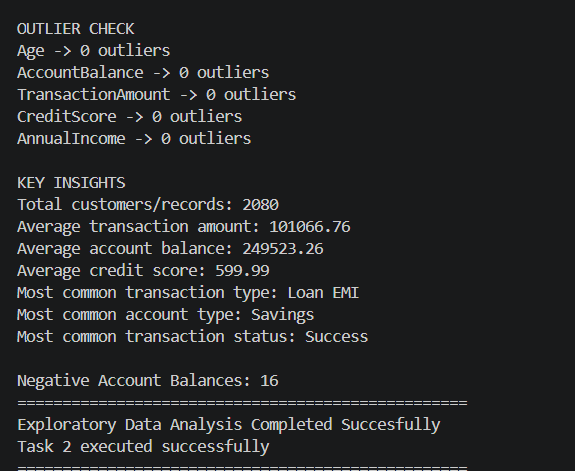 OUTLIER CHECK
Age -> 0 outliers
AccountBalance -> 0 outliers
TransactionAmount -> 0 outliers
CreditScore -> 0 outliers
AnnualIncome -> 0 outliers
KEY INSIGHTS
Total customers/records: 2080
Average transaction amount: 101066.76
Average account balance: 249523.26
Average credit score: 599.99
Most common transaction type: Loan EMI
Most common account type: Savings
Most common transaction status: Success
Negative Account Balances: 16
==================================================
Exploratory Data Analysis Completed Succesfully
Task 2 executed successfully
==================================================